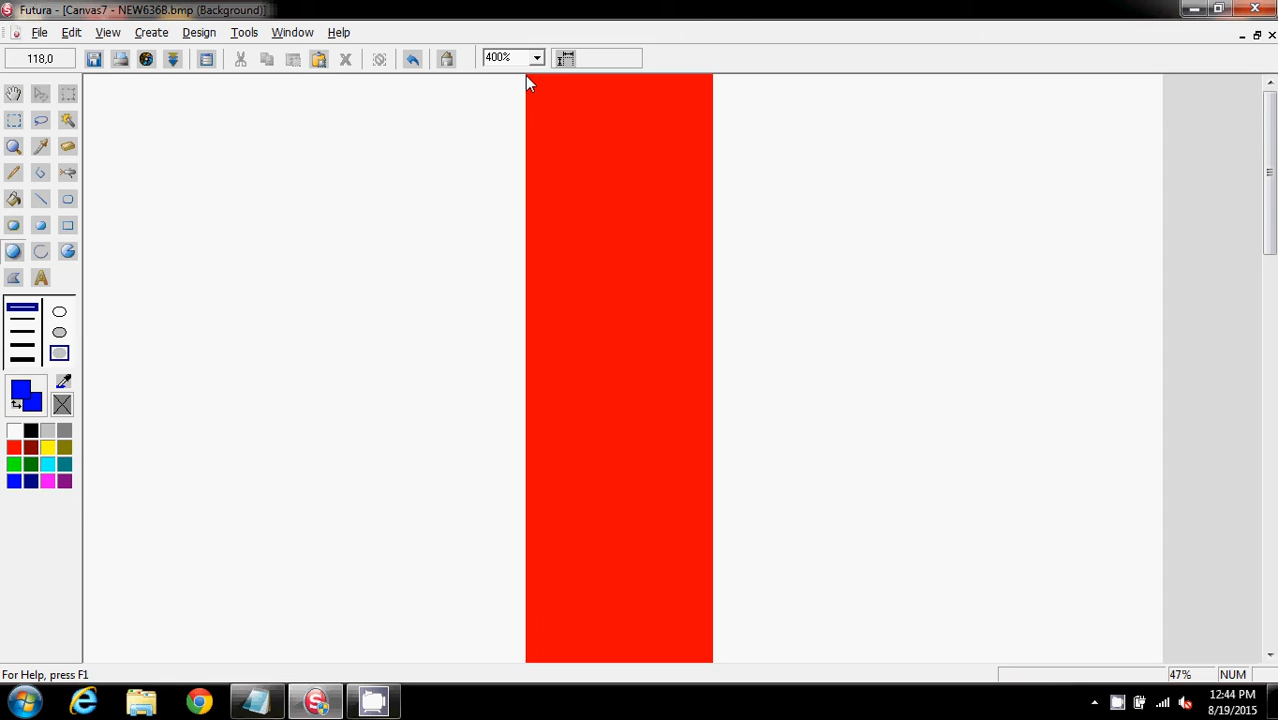 Futura - [Canvas7 - NEW636B.bmp (Background)]
File Edit View Create Design Tools Window Help
118,0
400%
For Help, press F1
47%
NUM
12:44 PM
8/19/2015